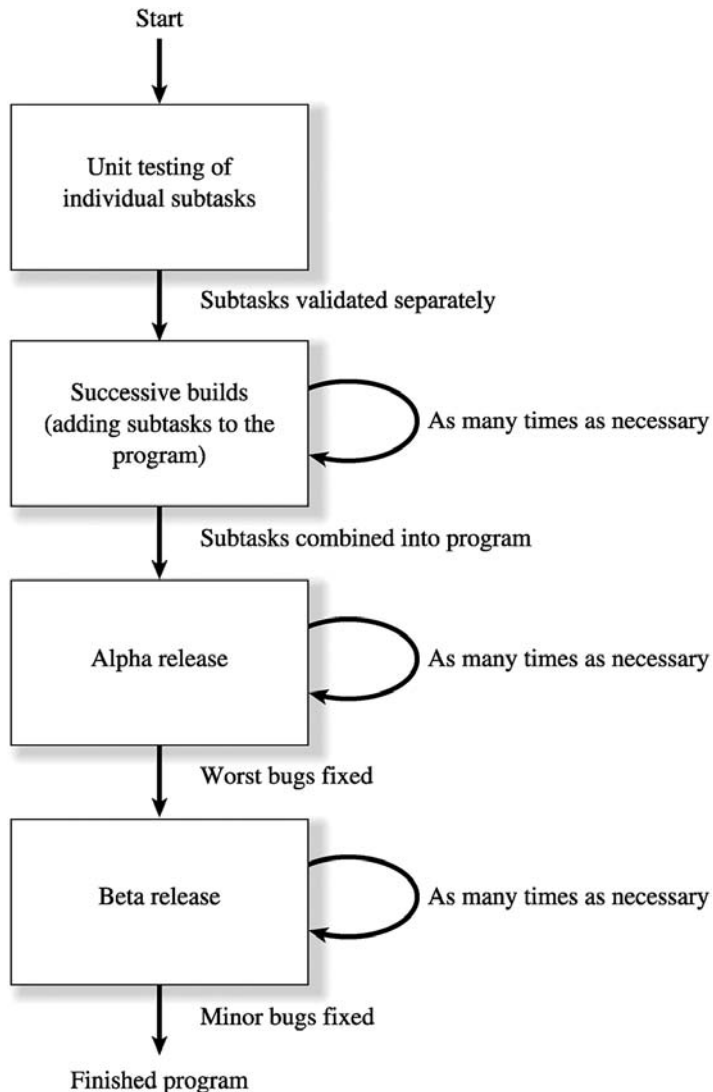 Start
Unit testing of
individual subtasks
Subtasks validated separately
Successive builds
(adding subtasks to the
program)
As many times as necessary
Subtasks combined into program
Alpha release
As many times as necessary
Worst bugs fixed
Beta release
As many times as necessary
Minor bugs fixed
Finished program